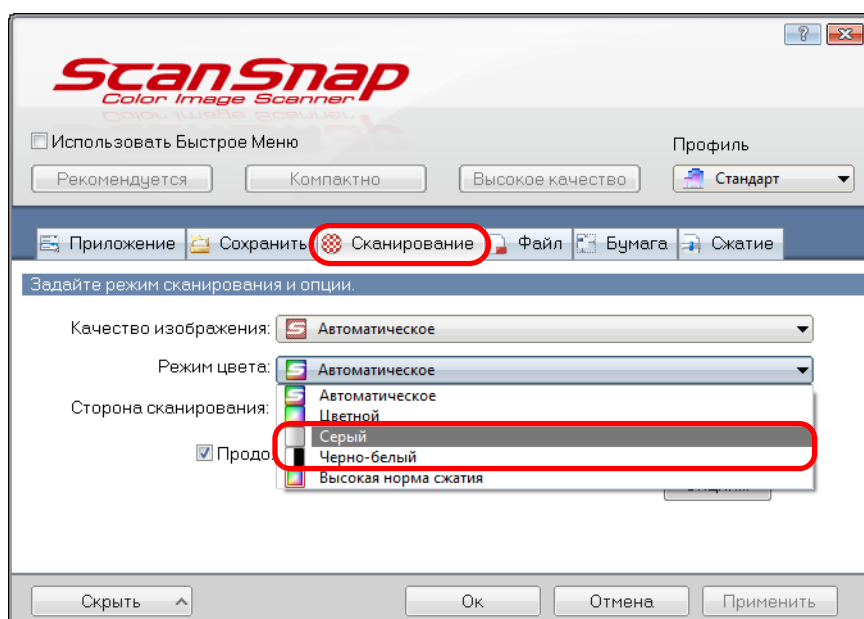 ScanSnap
Color Image Scanner
Использовать Быстрое Меню
Профиль
Рекомендуется Компактно Высокое качество Стандарт
Приложение Сохранить Сканирование Файл Бумага Сжатие
Задайте режим сканирования и опции.
Качество изображения: Автоматическое
Режим цвета: Автоматическое
Автоматическое
Сторона сканирования:
Цветной
Серый
Продо
Черно-белый
Высокая норма сжатия
Скрыть Ок Отмена Применить